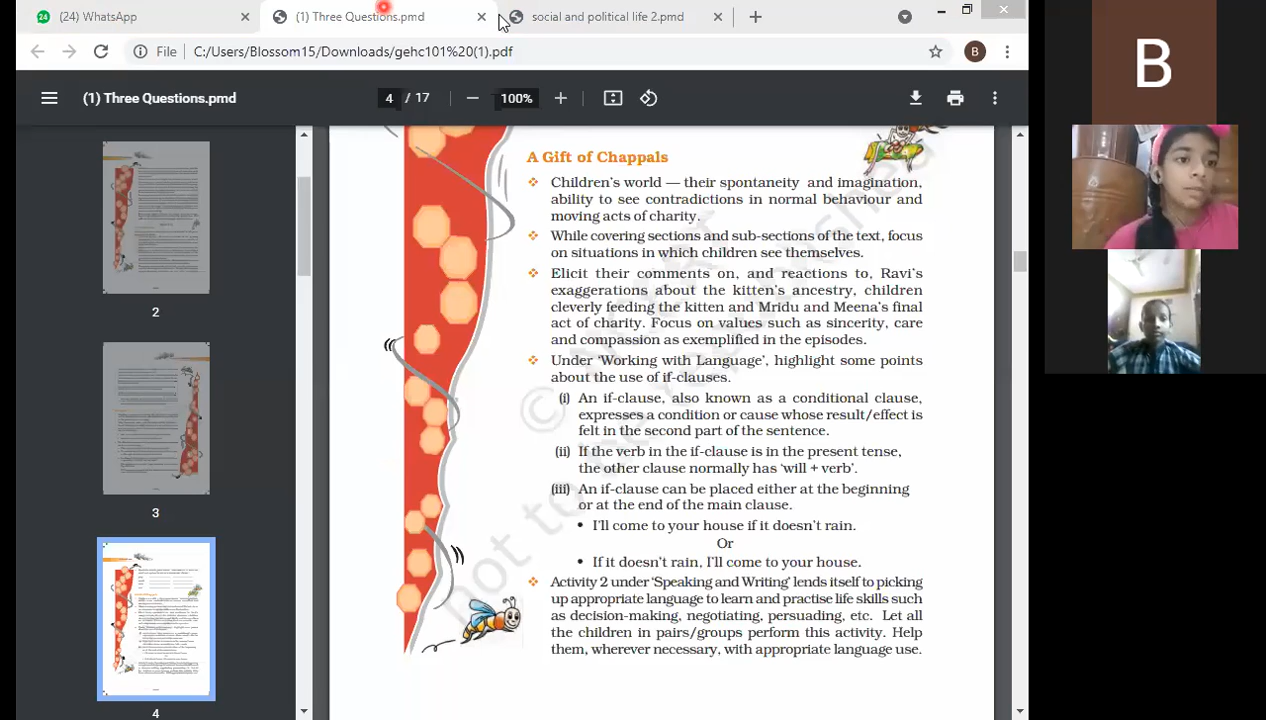 24
(24) WhatsApp
(1) Three Questions.pmd
social and political life 2.pmd
File
C:/Users/Blossom15/Downloads/gehc101%20(1).pdf
B
(1) Three Questions.pmd
4 / 17
100%
B
2
3
4
A Gift of Chappals
Children's world — their spontaneity and imagination,
ability to see contradictions in normal behaviour and
moving acts of charity.
While covering sections and sub-sections of the text, focus
on situations in which children see themselves.
Elicit their comments on, and reactions to, Ravi's
exaggerations about the kitten's ancestry, children
cleverly feeding the kitten and Mridu and Meena's final
act of charity. Focus on values such as sincerity, care
and compassion as exemplified in the episodes.
Under 'Working with Language', highlight some points
about the use of if-clauses.
(i) An if-clause, also known as a conditional clause,
expresses a condition or cause whose result/effect is
felt in the second part of the sentence.
(ii) If the verb in the if-clause is in the present tense,
the other clause normally has 'will + verb'.
(iii) An if-clause can be placed either at the beginning
or at the end of the main clause.
• I'll come to your house if it doesn't rain.
Or
• If it doesn't rain, I'll come to your house.
Activity 2 under 'Speaking and Writing' lends itself to picking
up appropriate language to learn and practise life skills such
as decision-making, negotiating, persuading, etc. Let all
the children in pairs/groups perform this activity. Help
them, wherever necessary, with appropriate language use.